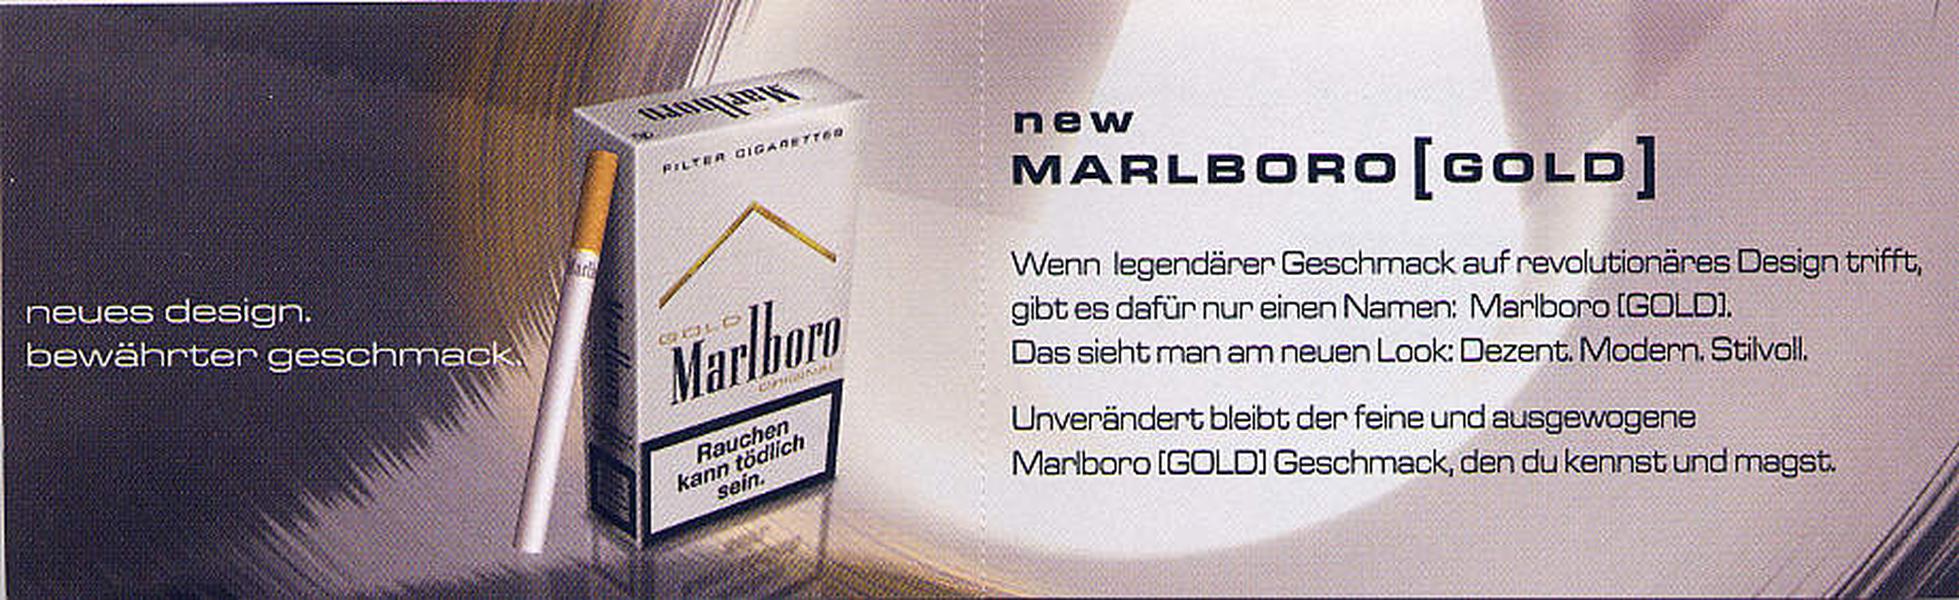 neues design.
bewährter geschmack.
Marlboro
FILTER CIGARETTES
GOLD
Marlboro
ORIGINAL
Rauchen
kann tödlich
sein.
Marlboro
new
MARLBORO [GOLD]
Wenn legendärer Geschmack auf revolutionäres Design trifft,
gibt es dafür nur einen Namen: Marlboro [GOLD].
Das sieht man am neuen Look: Dezent. Modern. Stilvoll.
Unverändert bleibt der feine und ausgewogene
Marlboro [GOLD] Geschmack, den du kennst und magst.